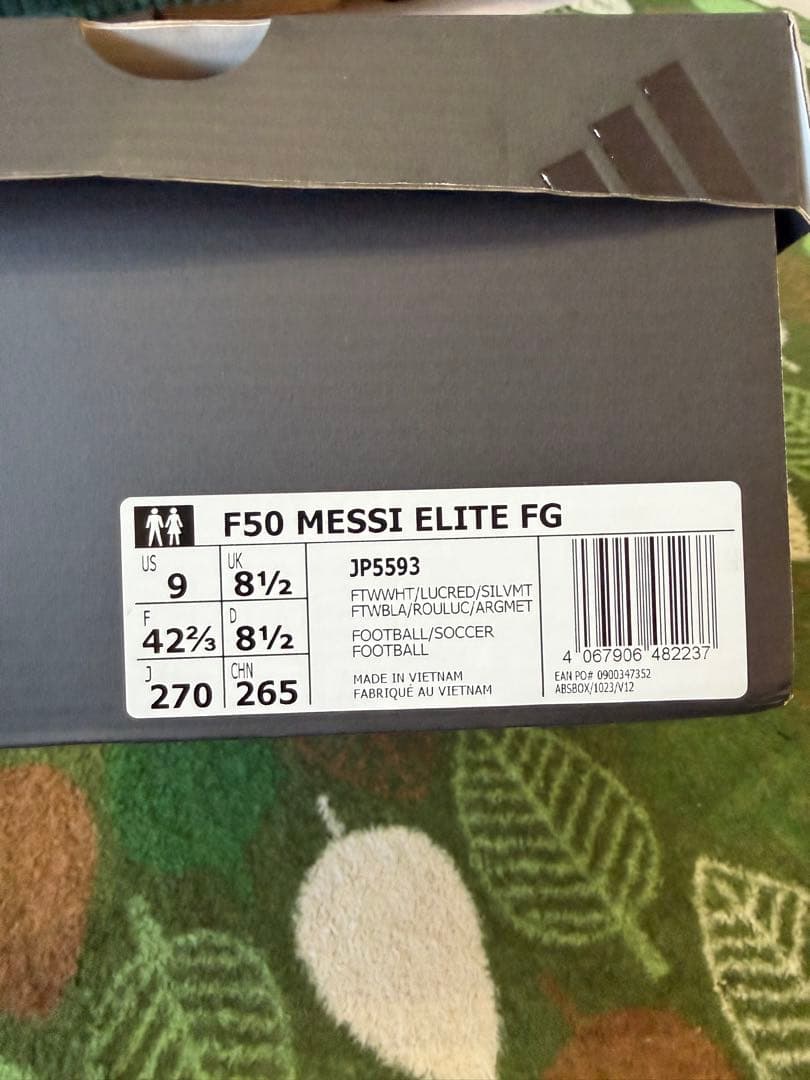 F50 MESSI ELITE FG
US 9
UK 8½
F 42⅔
D 8½
J 270
CHN 265
JP5593
FTWWHT/LUCRED/SILVMT
FTWBLA/ROULUC/ARGMET
FOOTBALL/SOCCER
FOOTBALL
MADE IN VIETNAM
FABRIQUÉ AU VIETNAM
4 067906 482237
EAN PO# 0900347352
ABSBOX/1023/V12